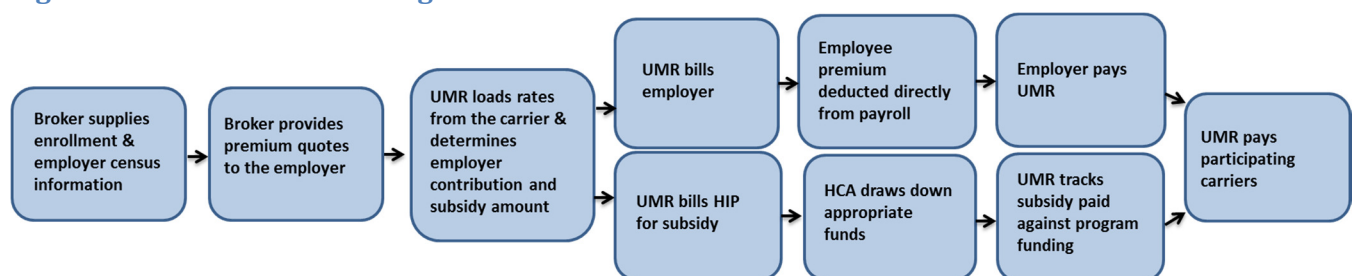 Broker supplies
enrollment &
employer census
information
Broker provides
premium quotes
to the employer
UMR loads rates
from the carrier &
determines
employer
contribution and
subsidy amount
UMR bills
employer
Employee
premium
deducted directly
from payroll
Employer pays
UMR
UMR bills HIP
for subsidy
HCA draws down
appropriate
funds
UMR tracks
subsidy paid
against program
funding
UMR pays
participating
carriers